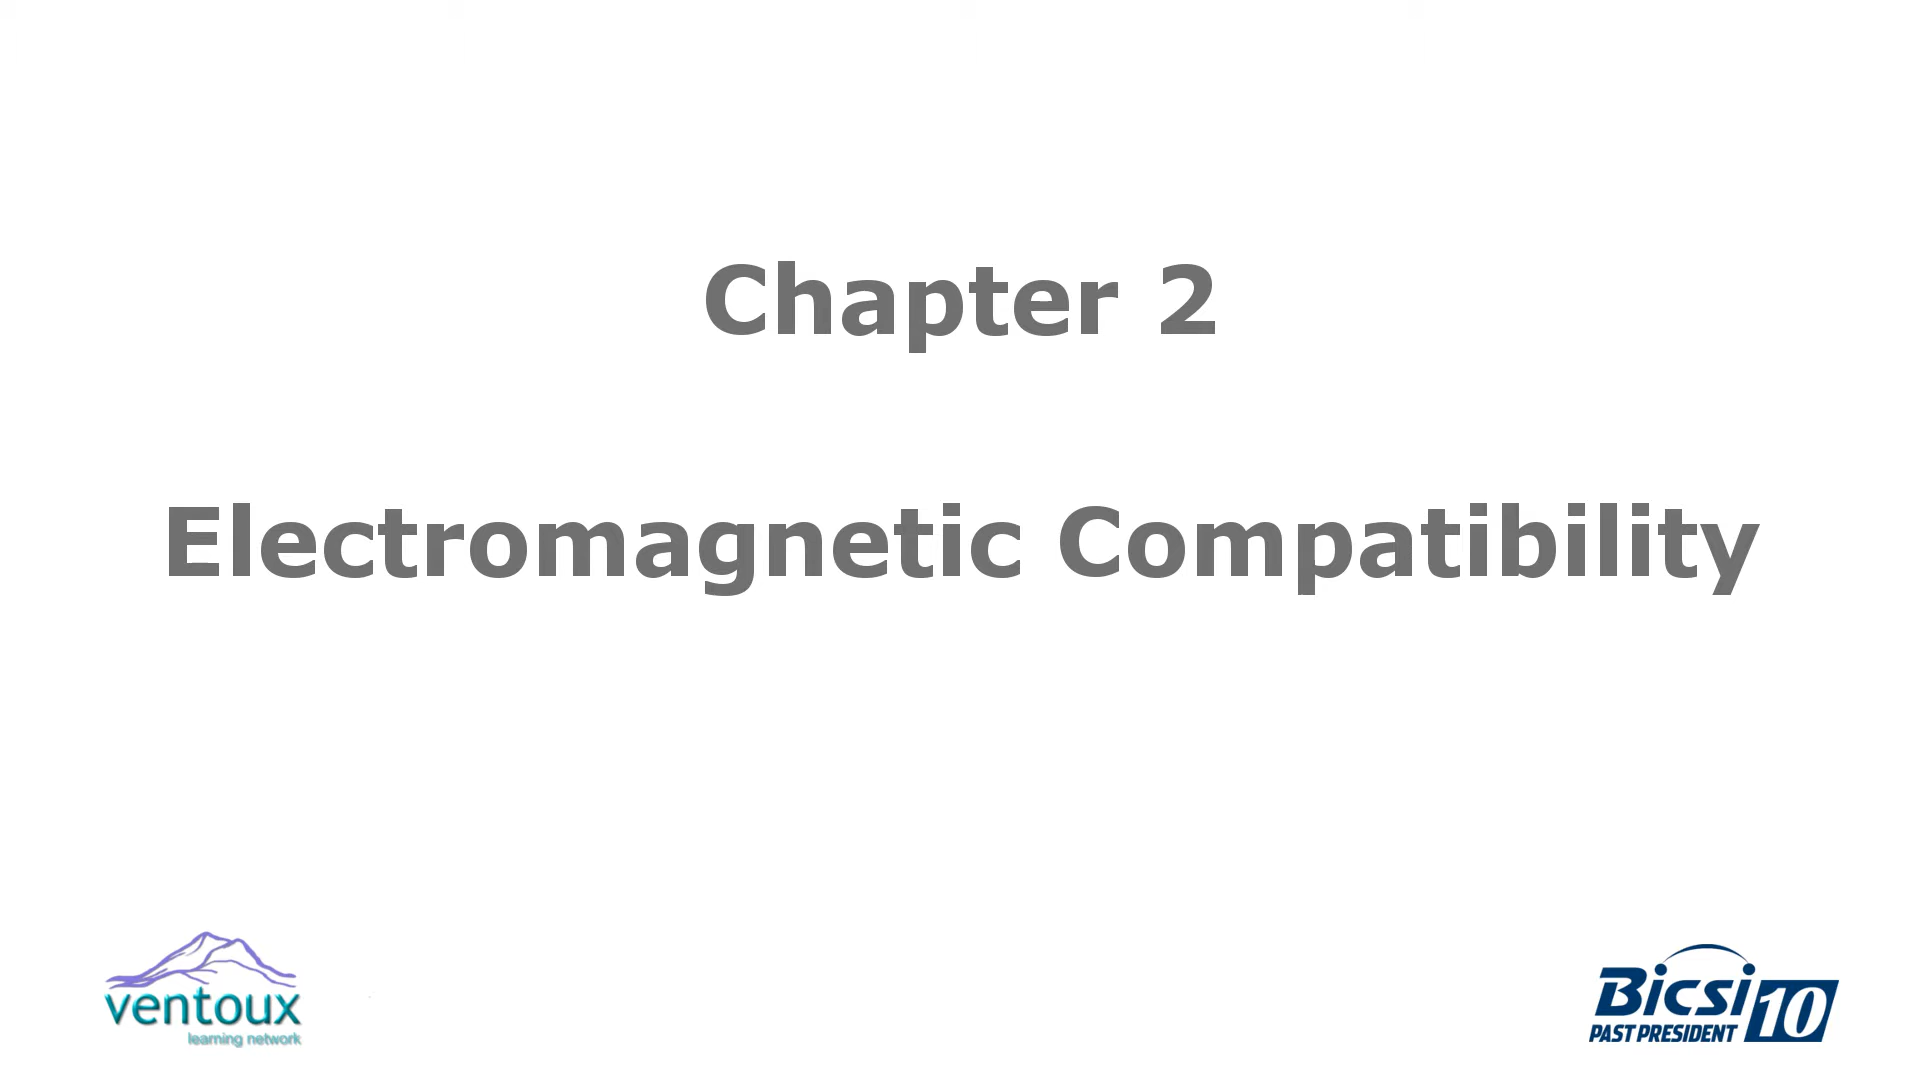 Chapter 2
Electromagnetic Compatibility
ventoux
learning network
Bicsi 10
PAST PRESIDENT